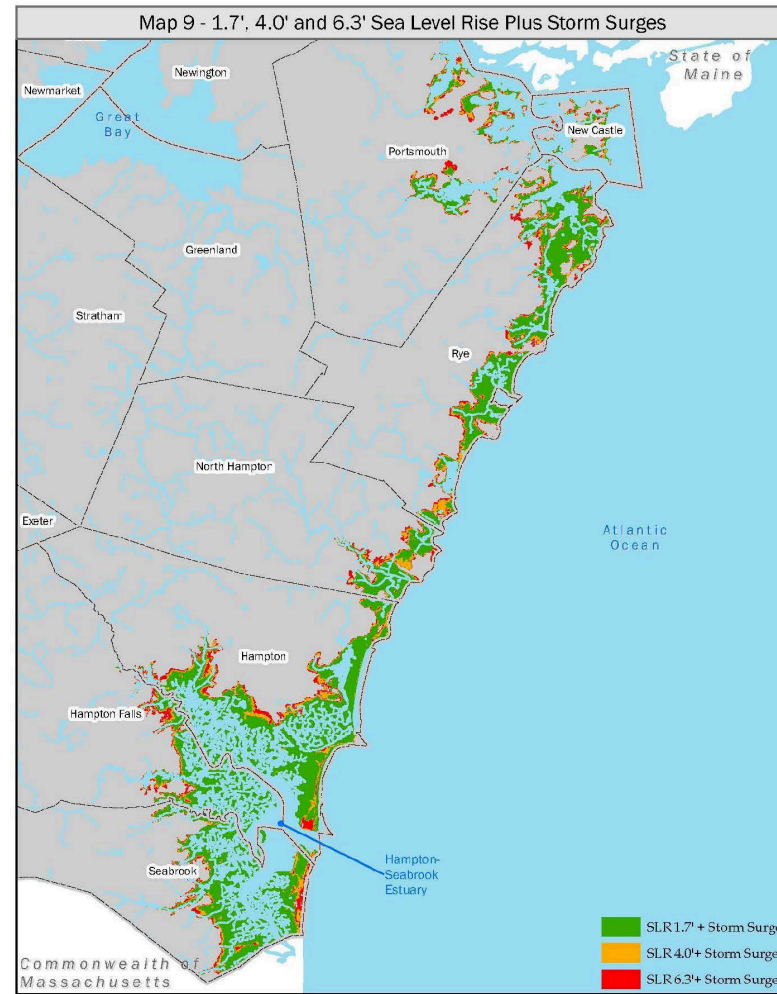 Map 9 - 1.7', 4.0' and 6.3' Sea Level Rise Plus Storm Surges
State of
Maine
Newington
Newmarket
Great
Bay
New Castle
Portsmouth
Greenland
Stratham
Rye
North Hampton
Exeter
Atlantic
Ocean
Hampton
Hampton Falls
Hampton-
Seabrook
Estuary
Seabrook
SLR 1.7' + Storm Surge
SLR 4.0'+ Storm Surge
SLR 6.3'+ Storm Surge
Commonwealth of
Massachusetts